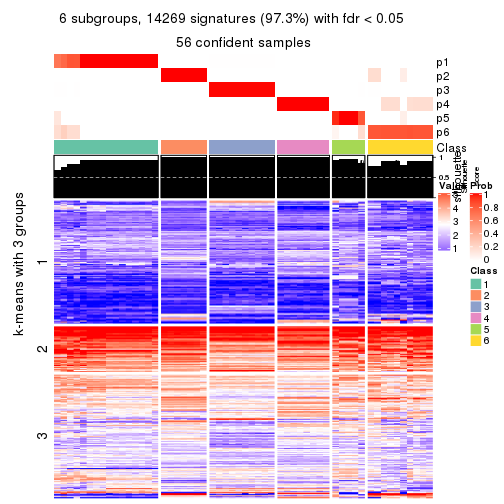 6 subgroups, 14269 signatures (97.3%) with fdr < 0.05
56 confident samples
p1
p2
p3
p4
p5
p6
Class
1
0.5
silhouette
score
k-means with 3 groups
1
2
3
Value
4
3
2
1
Prob
1
0.8
0.6
0.4
0.2
0
Class
1
2
3
4
5
6